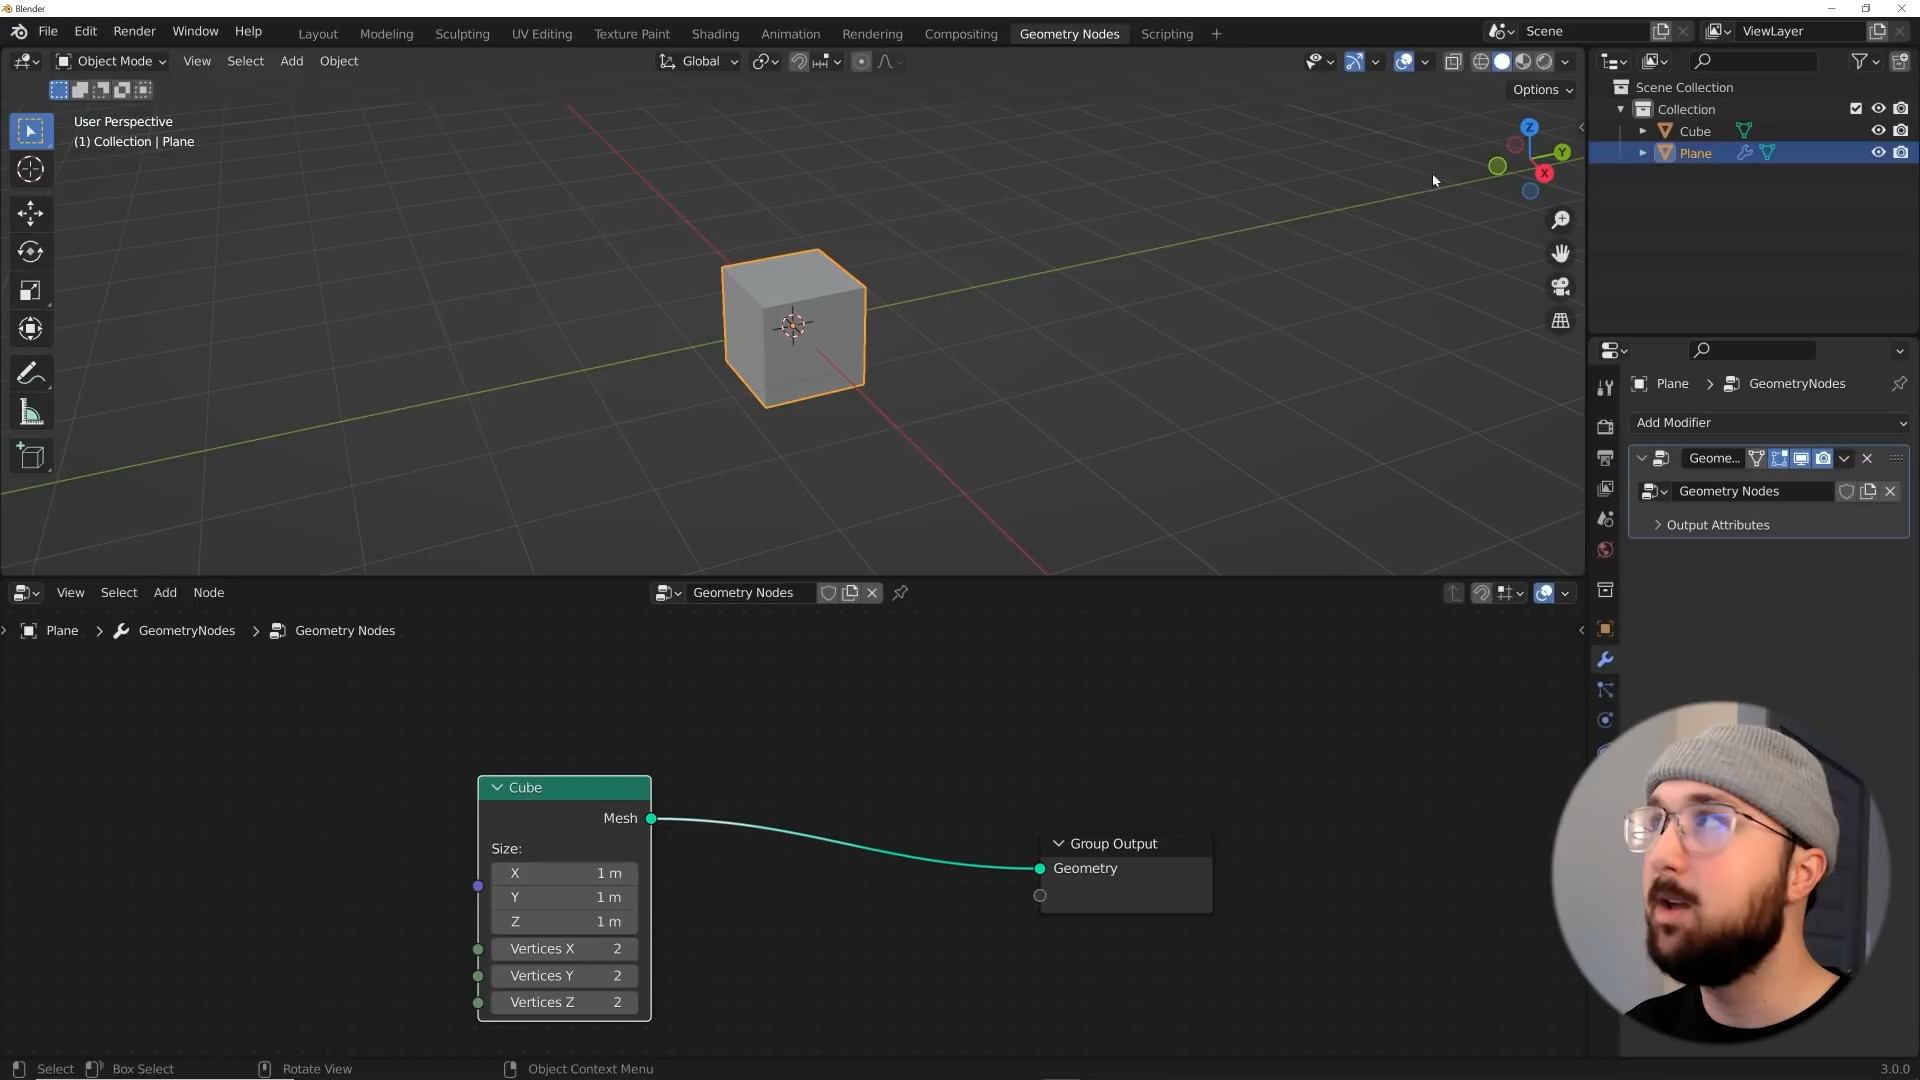 Blender
File Edit Render Window Help Layout Modeling Sculpting UV Editing Texture Paint Shading Animation Rendering Compositing Geometry Nodes Scripting + Scene ViewLayer
Object Mode View Select Add Object Global
Options
User Perspective
(1) Collection | Plane
Z
Y
X
Scene Collection
Collection
Cube
Plane
Plane > GeometryNodes
Add Modifier
Geome...
Geometry Nodes
Output Attributes
View Select Add Node Geometry Nodes
Plane > GeometryNodes > Geometry Nodes
Cube
Mesh
Size:
X 1 m
Y 1 m
Z 1 m
Vertices X 2
Vertices Y 2
Vertices Z 2
Group Output
Geometry
Select Box Select Rotate View Object Context Menu 3.0.0